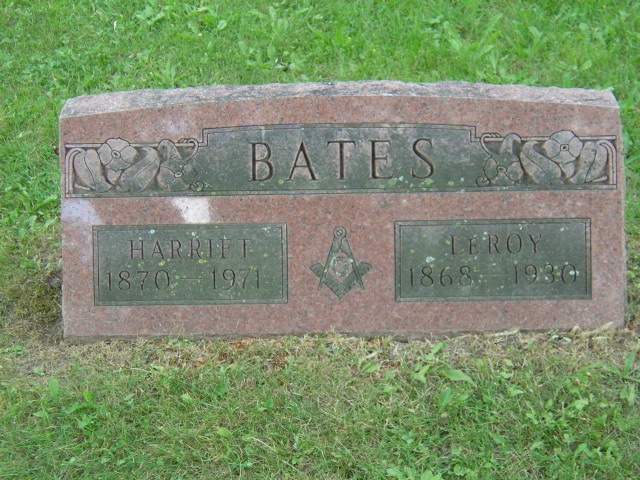 BATES
HARRIET
1870 — 1971
LEROY
1868 — 1930